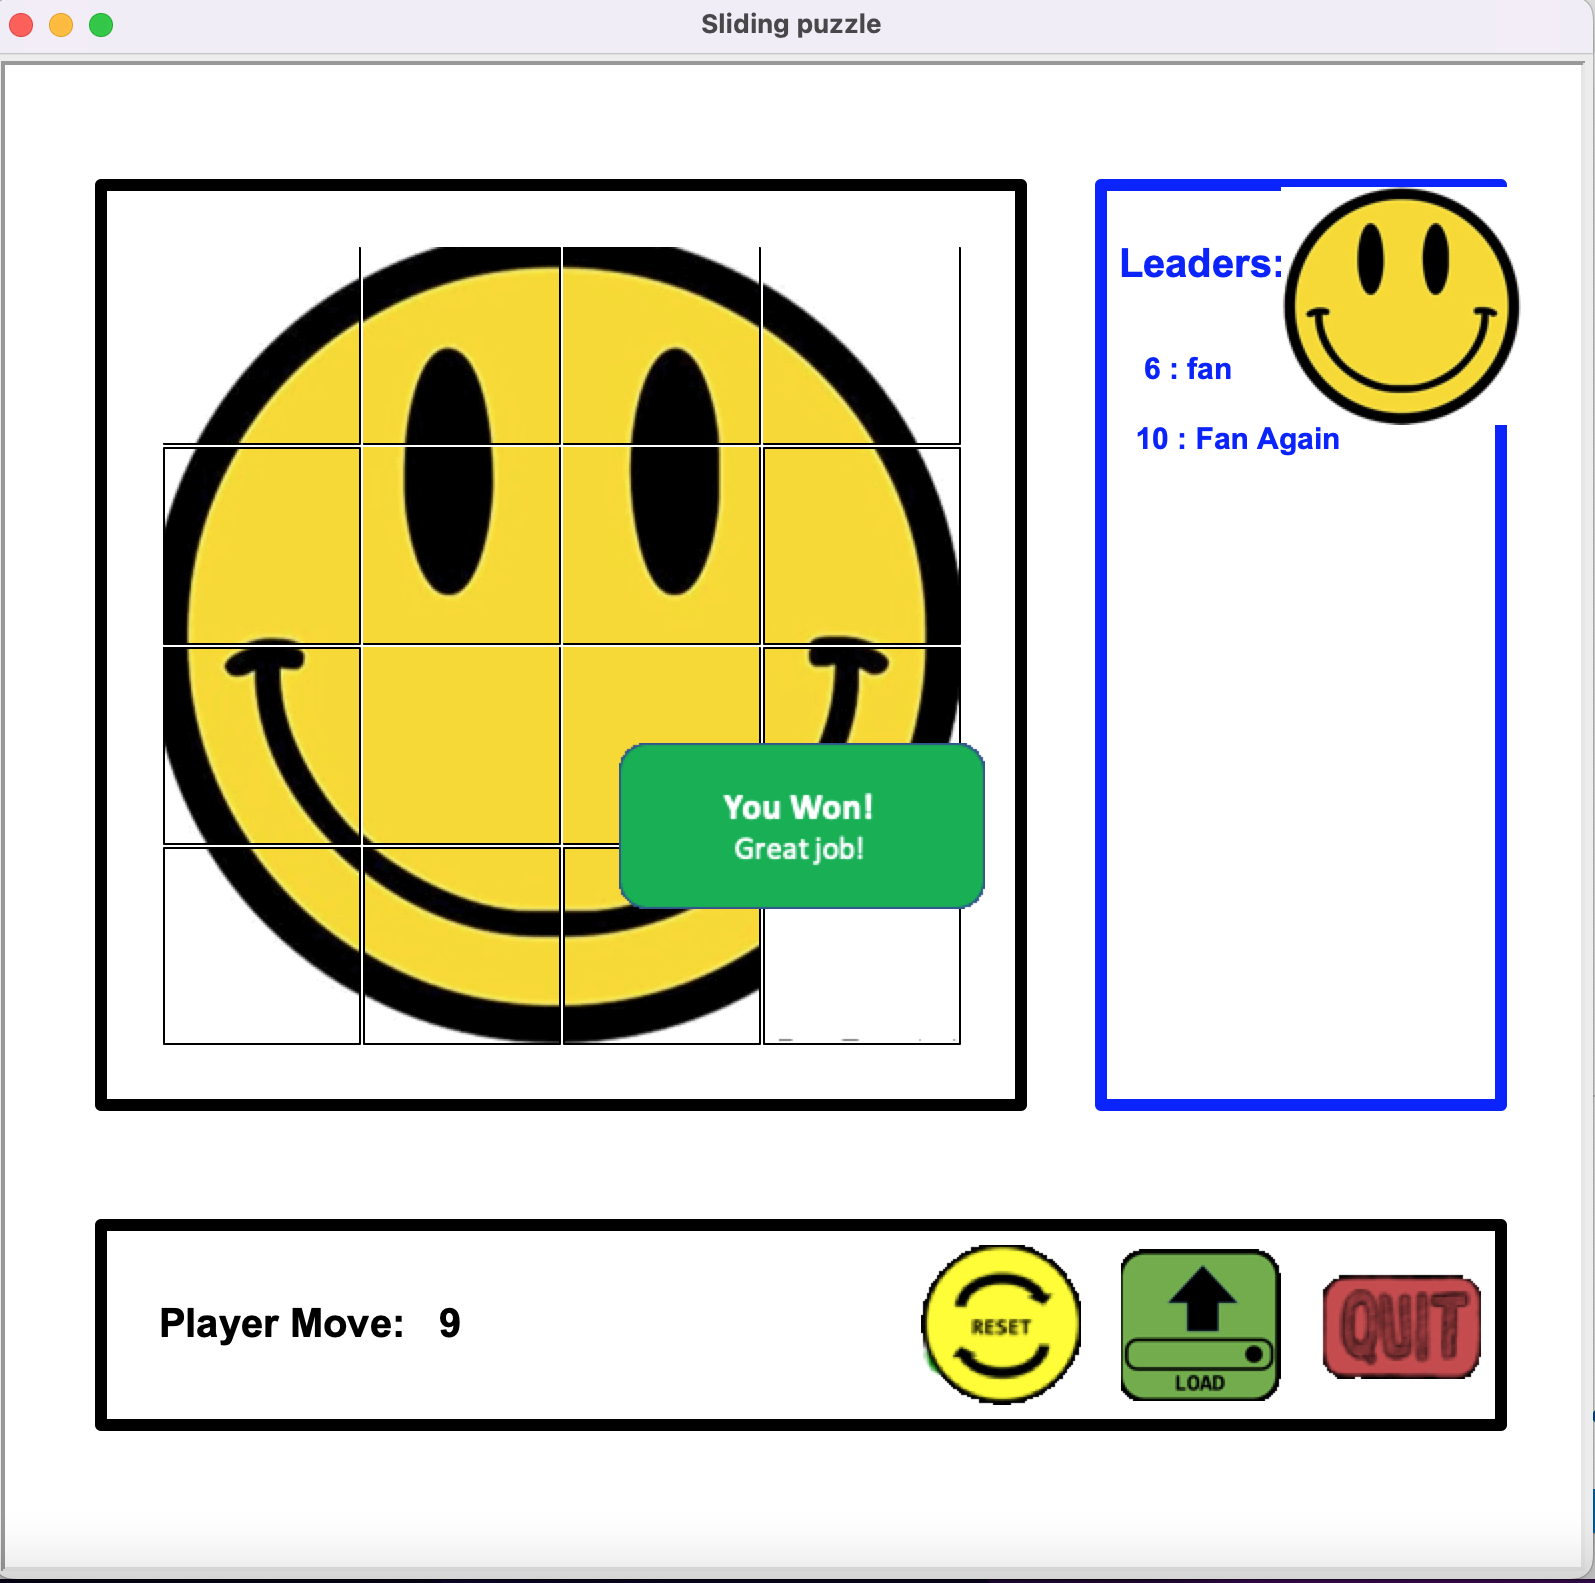 Sliding puzzle
Leaders:
6 : fan
10 : Fan Again
You Won!
Great job!
Player Move: 9
RESET
LOAD
QUIT